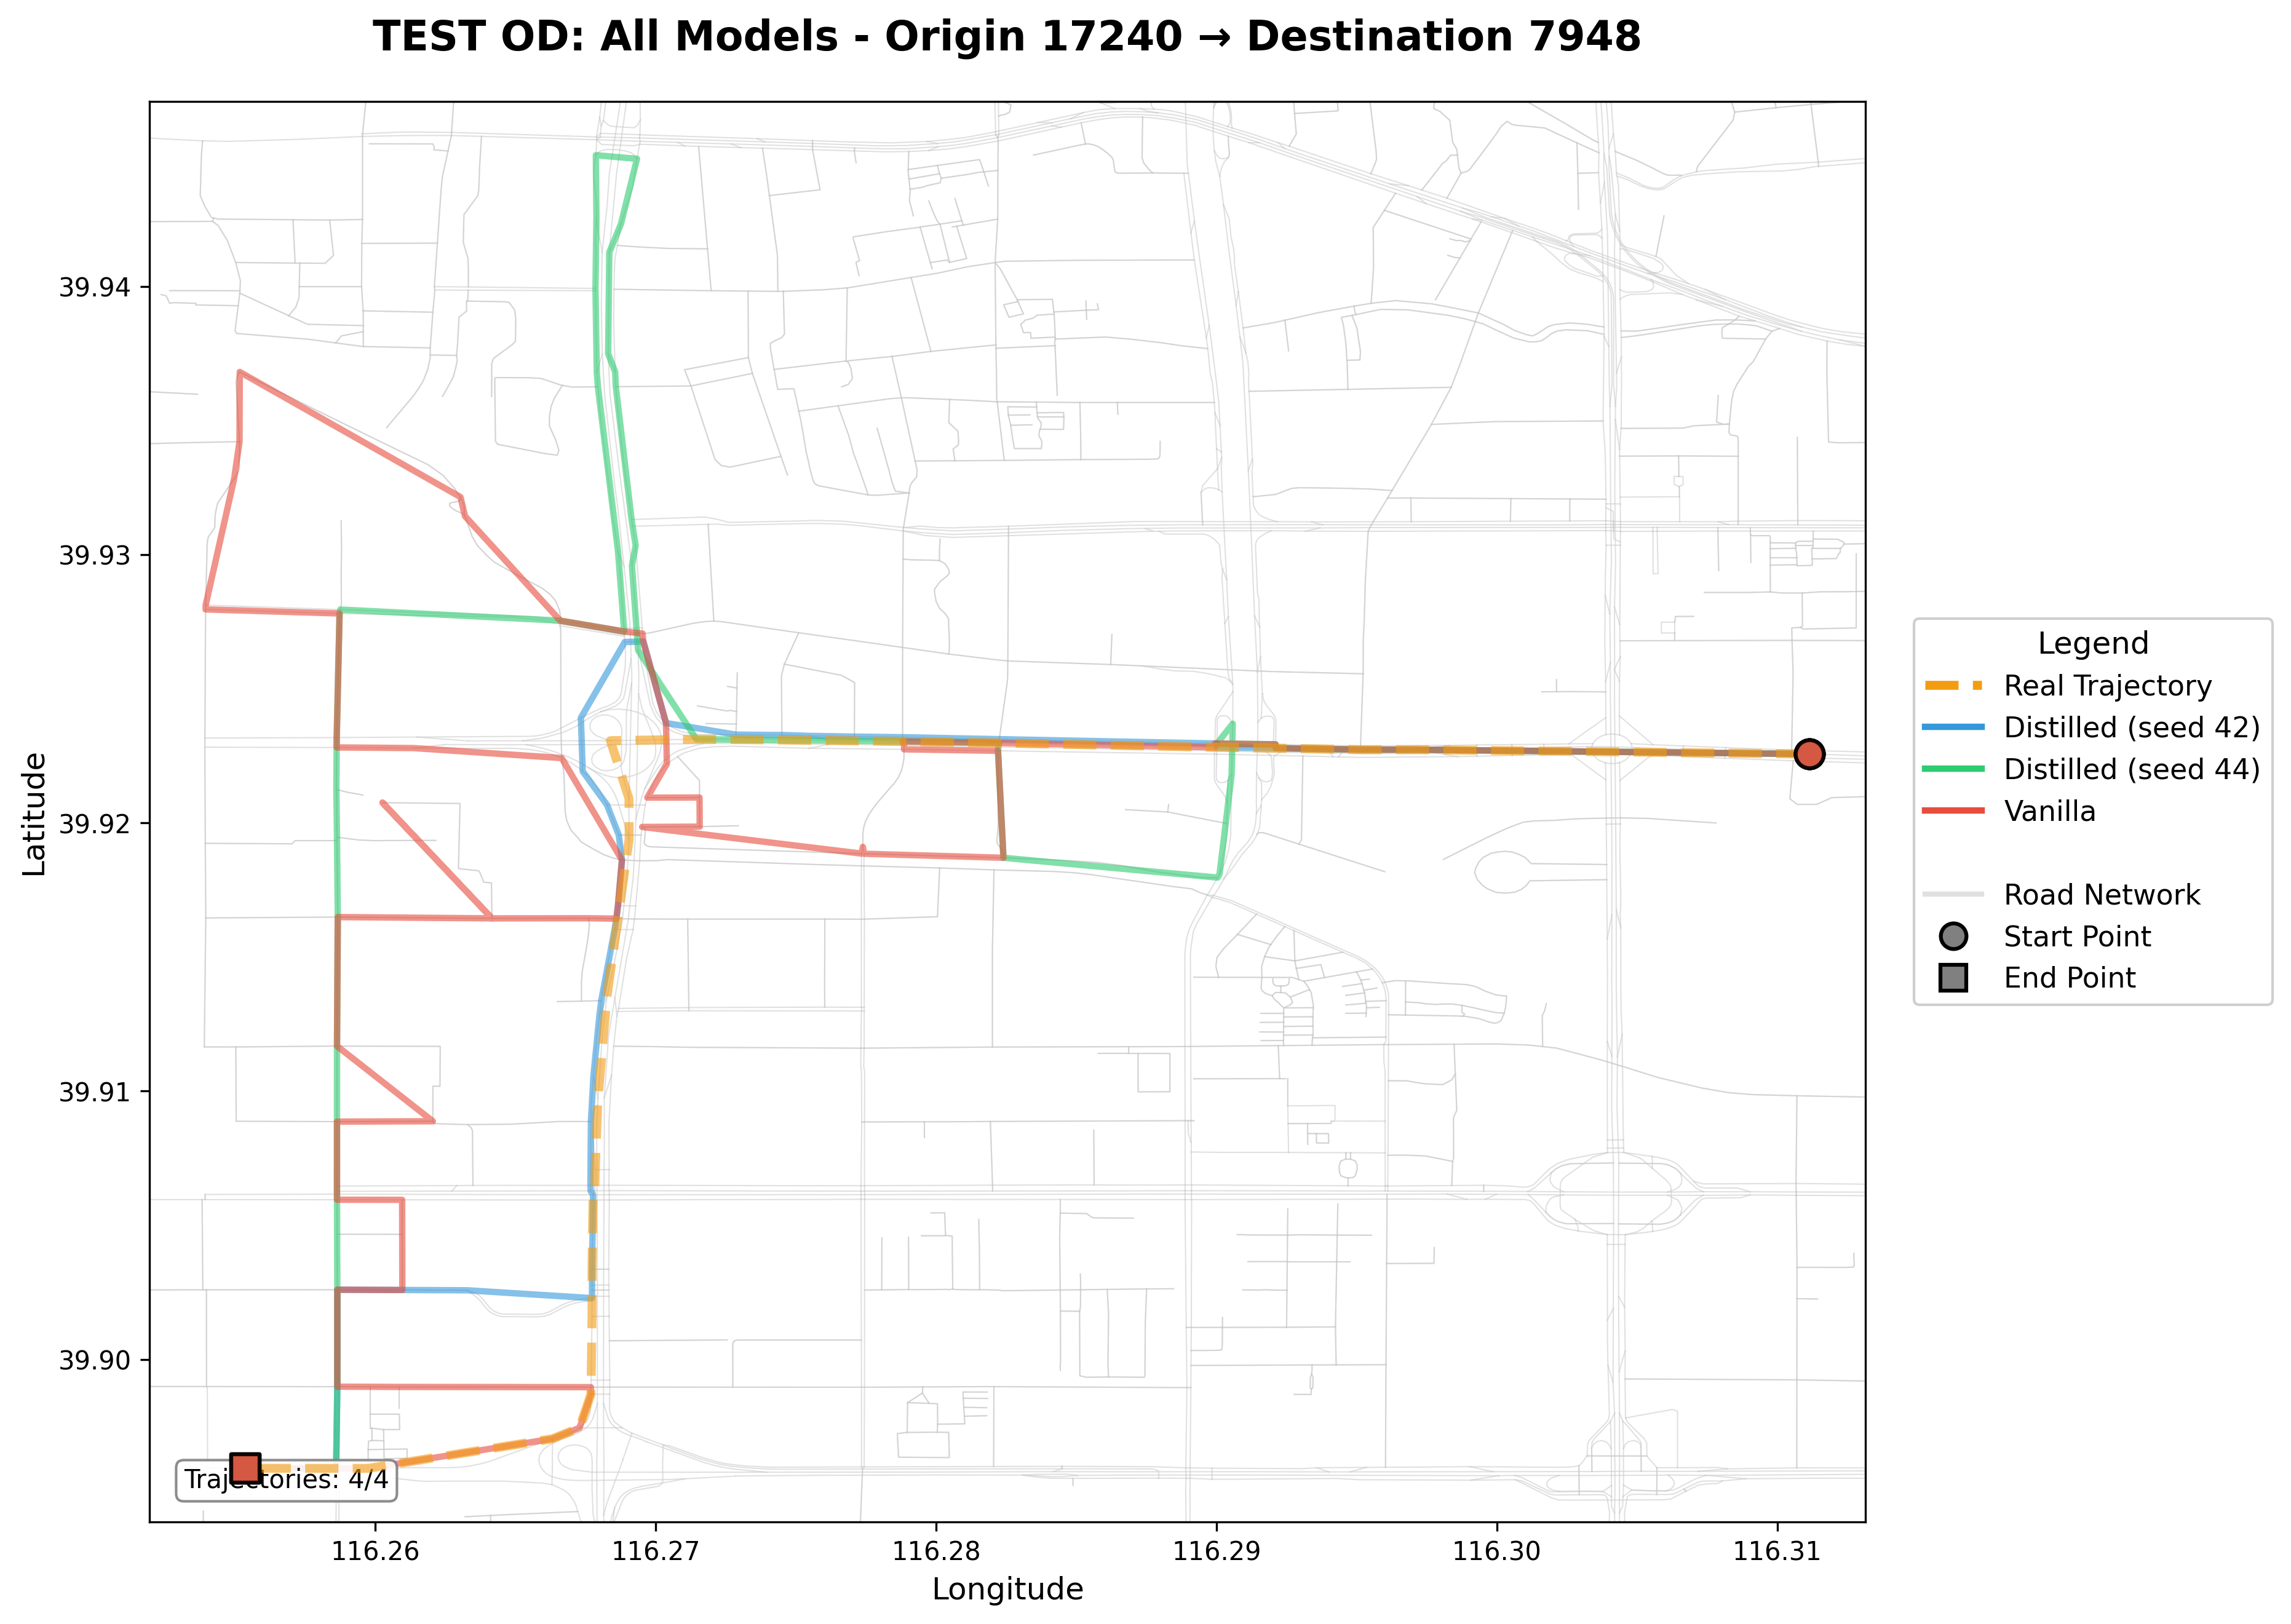 TEST OD: All Models - Origin 17240 → Destination 7948
39.94
39.93
39.92
39.91
39.90
Latitude
116.26
116.27
116.28
116.29
116.30
116.31
Longitude
Trajectories: 4/4
Legend
Real Trajectory
Distilled (seed 42)
Distilled (seed 44)
Vanilla
Road Network
Start Point
End Point